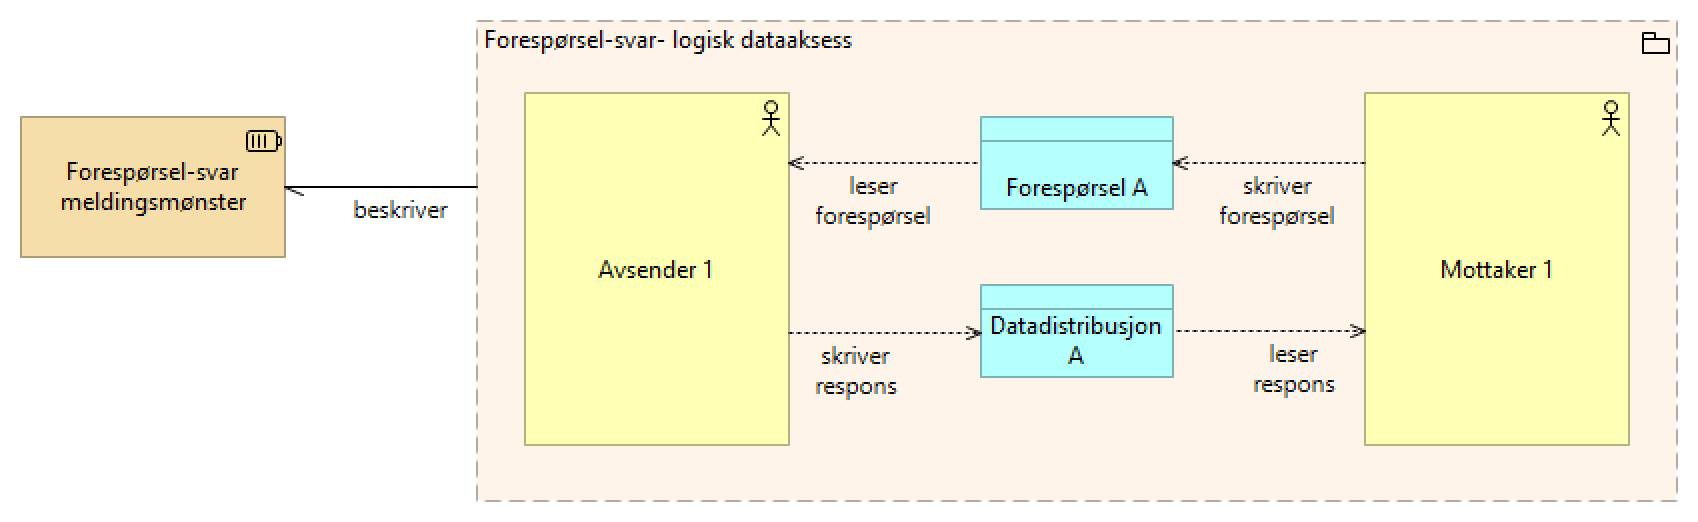 Forespørsel-svar- logisk dataaksess
Forespørsel-svar
meldingsmønster
beskriver
Avsender 1
leser
forespørsel
Forespørsel A
skriver
forespørsel
Mottaker 1
skriver
respons
Datadistribusjon
A
leser
respons